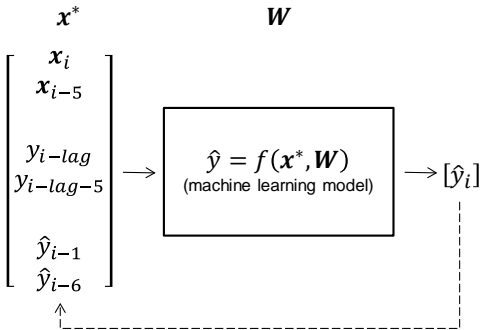 x* W
x_i
x_{i-5}
y_{i-lag}
y_{i-lag-5}
ŷ_{i-1}
ŷ_{i-6}
ŷ = f(x*, W)
(machine learning model)
[ŷ_i]